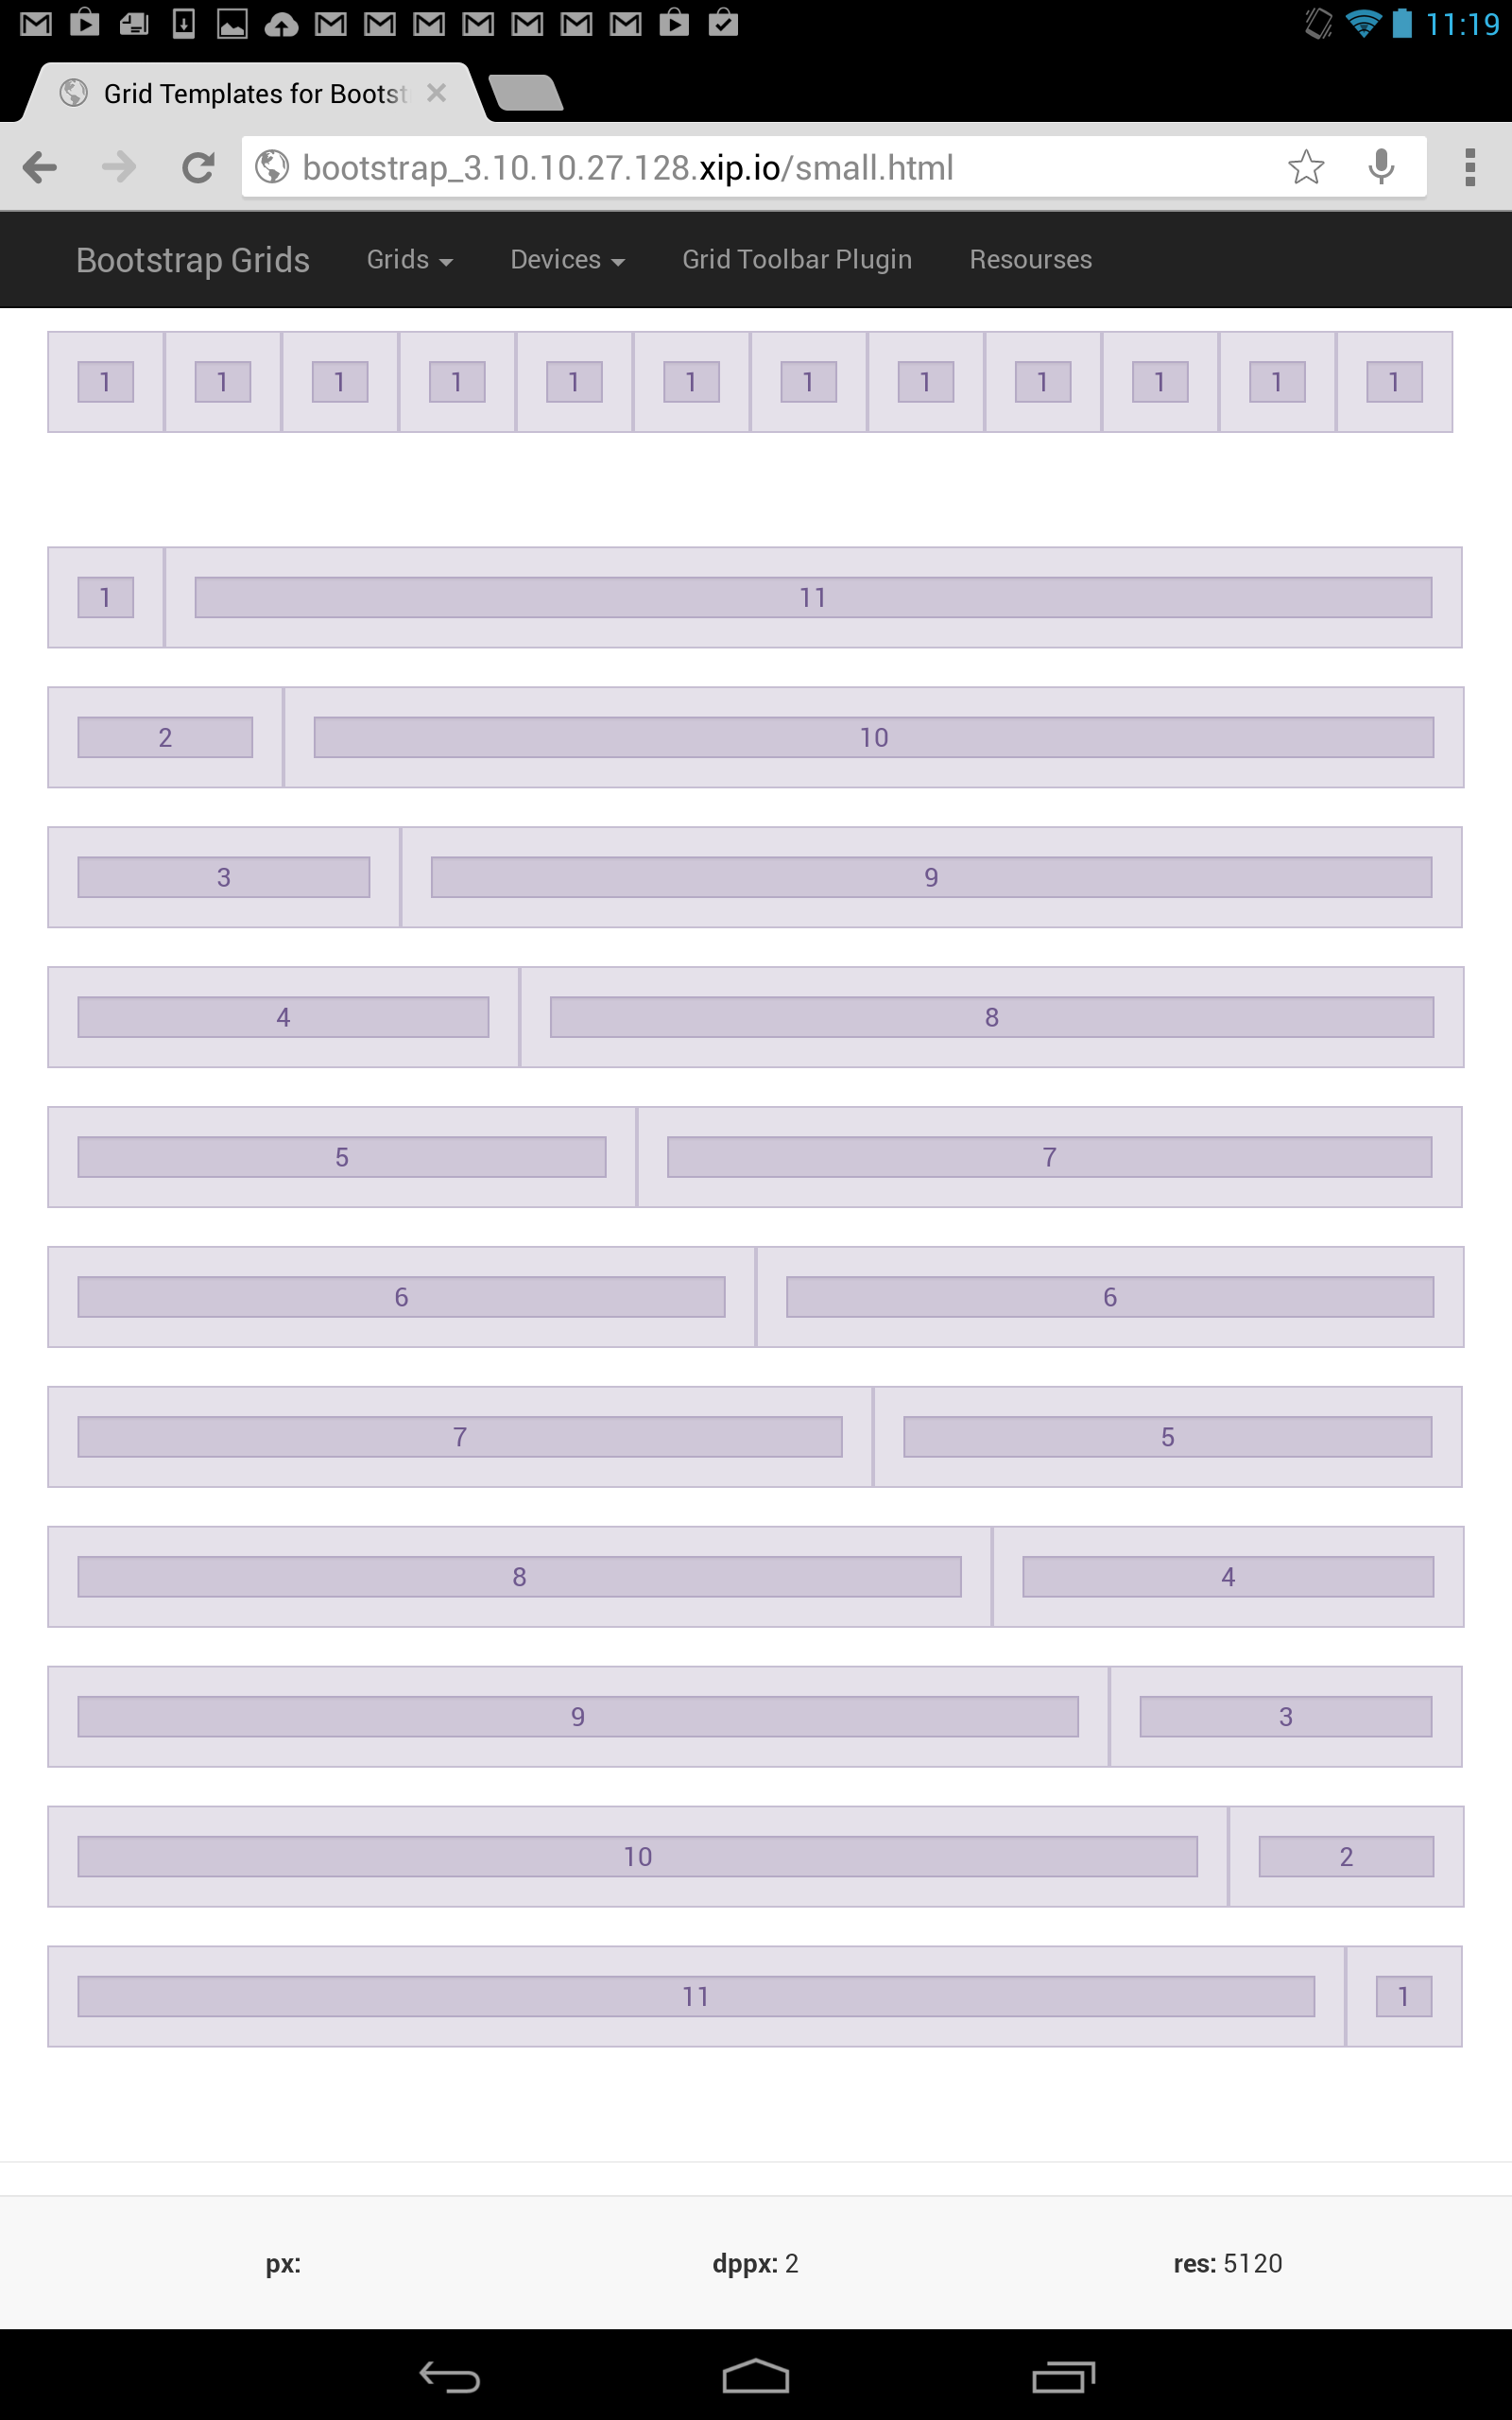 11:19
Grid Templates for Boots
bootstrap_3.10.10.27.128.xip.io/small.html
Bootstrap Grids Grids Devices Grid Toolbar Plugin Resourses
1 1 1 1 1 1 1 1 1 1 1 1
1 11
2 10
3 9
4 8
5 7
6 6
7 5
8 4
9 3
10 2
11 1
px: dppx: 2 res: 5120